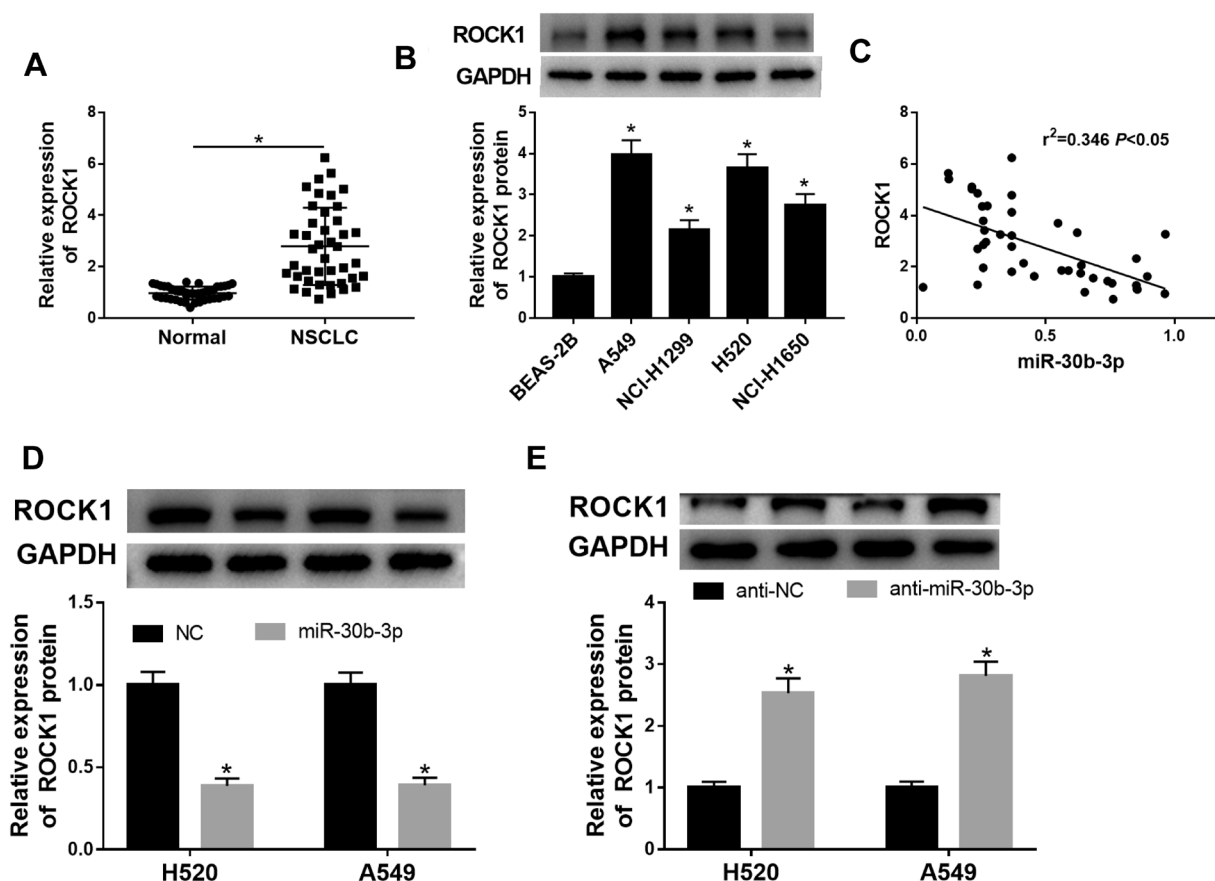 A
Relative expression
of ROCK1
8
6
4
2
0
*
Normal
NSCLC
B
ROCK1
GAPDH
Relative expression
of ROCK1 protein
5
4
3
2
1
0
*
*
*
*
BEAS-2B
A549
NCI-H1299
H520
NCI-H1650
C
ROCK1
8
6
4
2
0
r²=0.346 P<0.05
0.0
0.5
1.0
miR-30b-3p
D
ROCK1
GAPDH
Relative expression
of ROCK1 protein
1.5
1.0
0.5
0.0
NC
miR-30b-3p
*
*
H520
A549
E
ROCK1
GAPDH
anti-NC
anti-miR-30b-3p
Relative expression
of ROCK1 protein
4
3
2
1
0
*
*
H520
A549